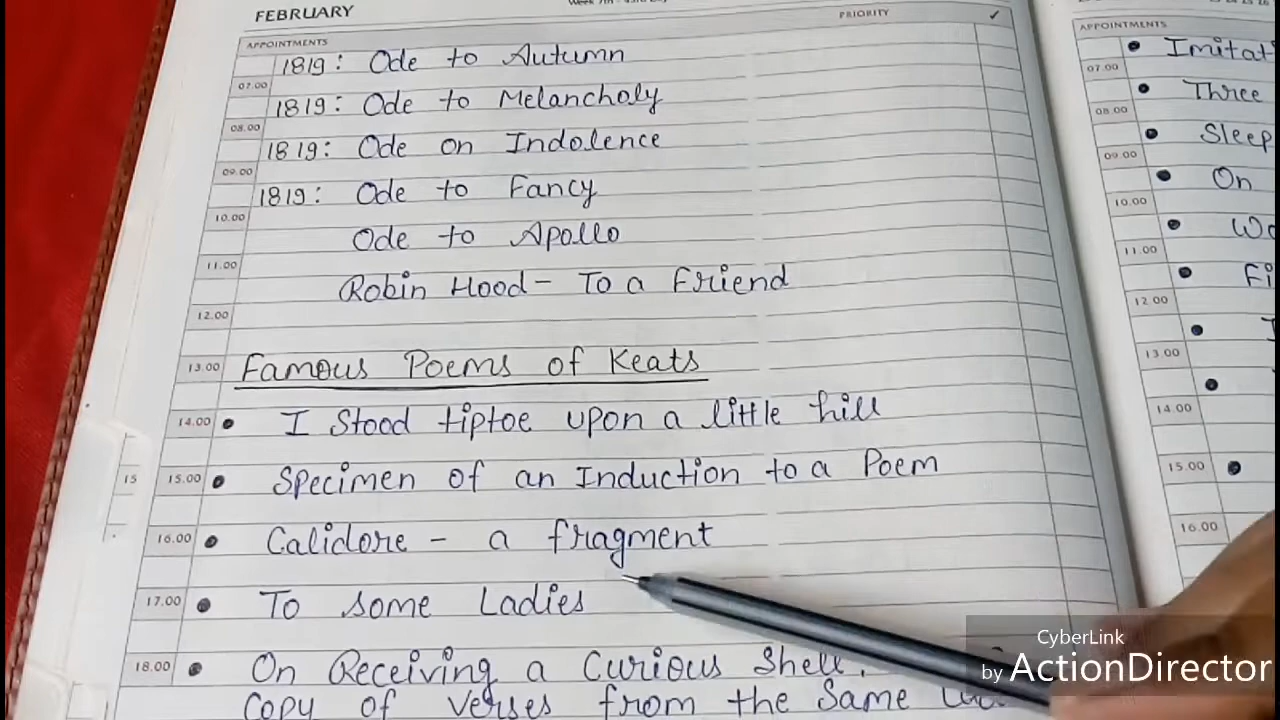 FEBRUARY
APPOINTMENTS
PRIORITY
✓
1819: Ode to Autumn
07.00
1819: Ode to Melancholy
08.00
1819: Ode on Indolence
09.00
1819: Ode to Fancy
10.00
Ode to Apollo
11.00
Robin Hood - To a Friend
12.00
13.00 Famous Poems of Keats
14.00 • I Stood tiptoe upon a little hill
15 15.00 • Specimen of an Induction to a Poem
16.00 • Calidore - a fragment
17.00 • To some Ladies
18.00 • On Receiving a Curious Shell,
Copy of Verses from the Same
APPOINTMENTS
• Imitat
07.00
• Three
08.00
• Sleep
09.00
• On
10.00
11.00
12.00
13.00
14.00
15.00 •
16.00
CyberLink
by ActionDirector